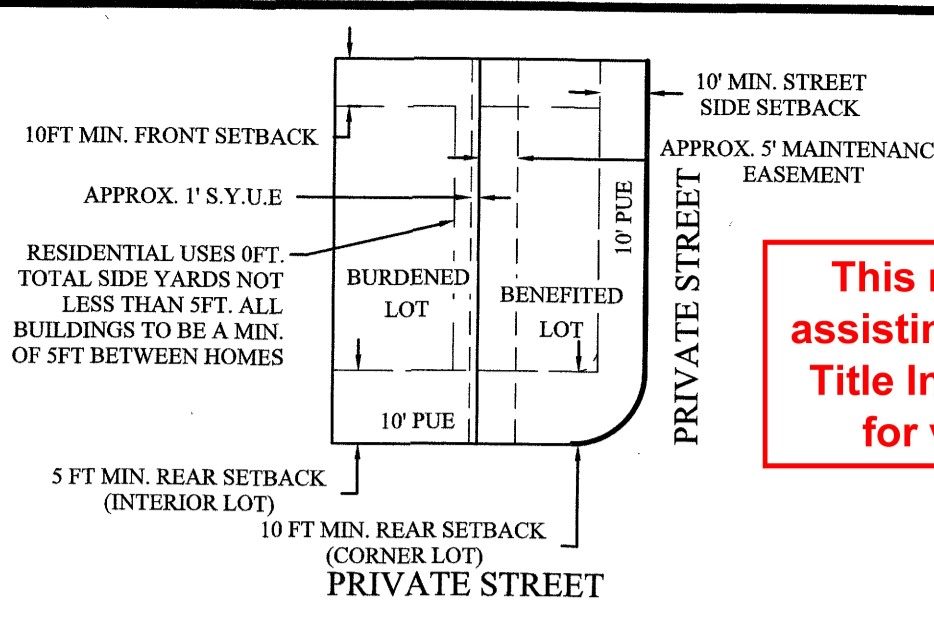 10' MIN. STREET
SIDE SETBACK
10FT MIN. FRONT SETBACK
APPROX. 5' MAINTENANC
EASEMENT
APPROX. 1' S.Y.U.E
10' PUE
PRIVATE STREET
RESIDENTIAL USES 0FT.
TOTAL SIDE YARDS NOT
LESS THAN 5FT. ALL
BUILDINGS TO BE A MIN.
OF 5FT BETWEEN HOMES
BURDENED
LOT
BENEFITED
LOT
10' PUE
5 FT MIN. REAR SETBACK
(INTERIOR LOT)
10 FT MIN. REAR SETBACK
(CORNER LOT)
PRIVATE STREET
This
assistin
Title In
for